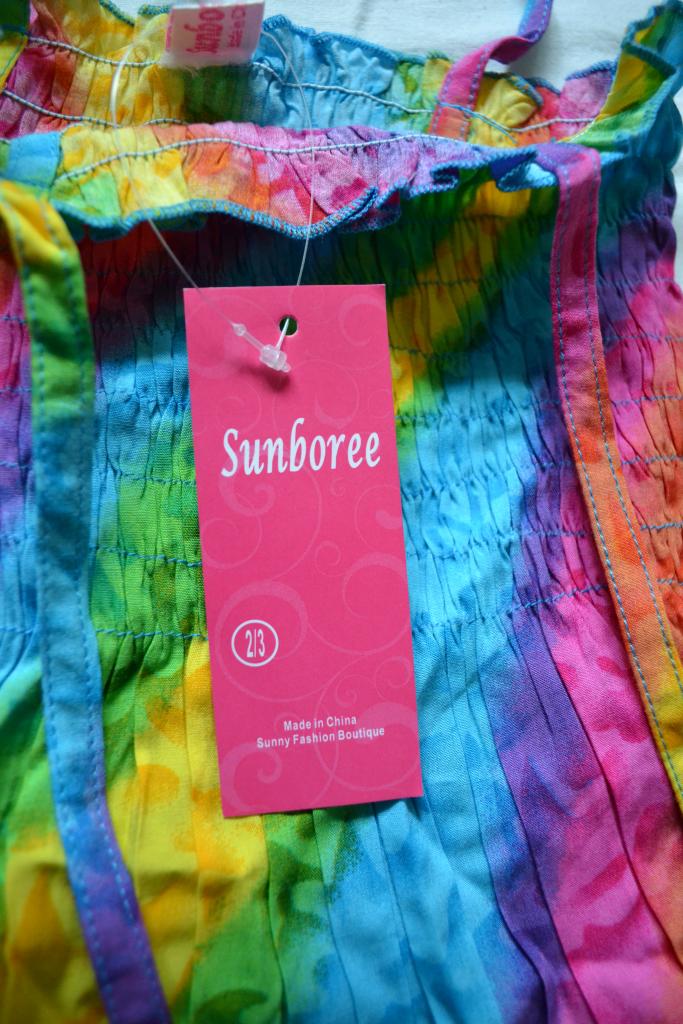 Sunboree
2/3
Made in China
Sunny Fashion Boutique